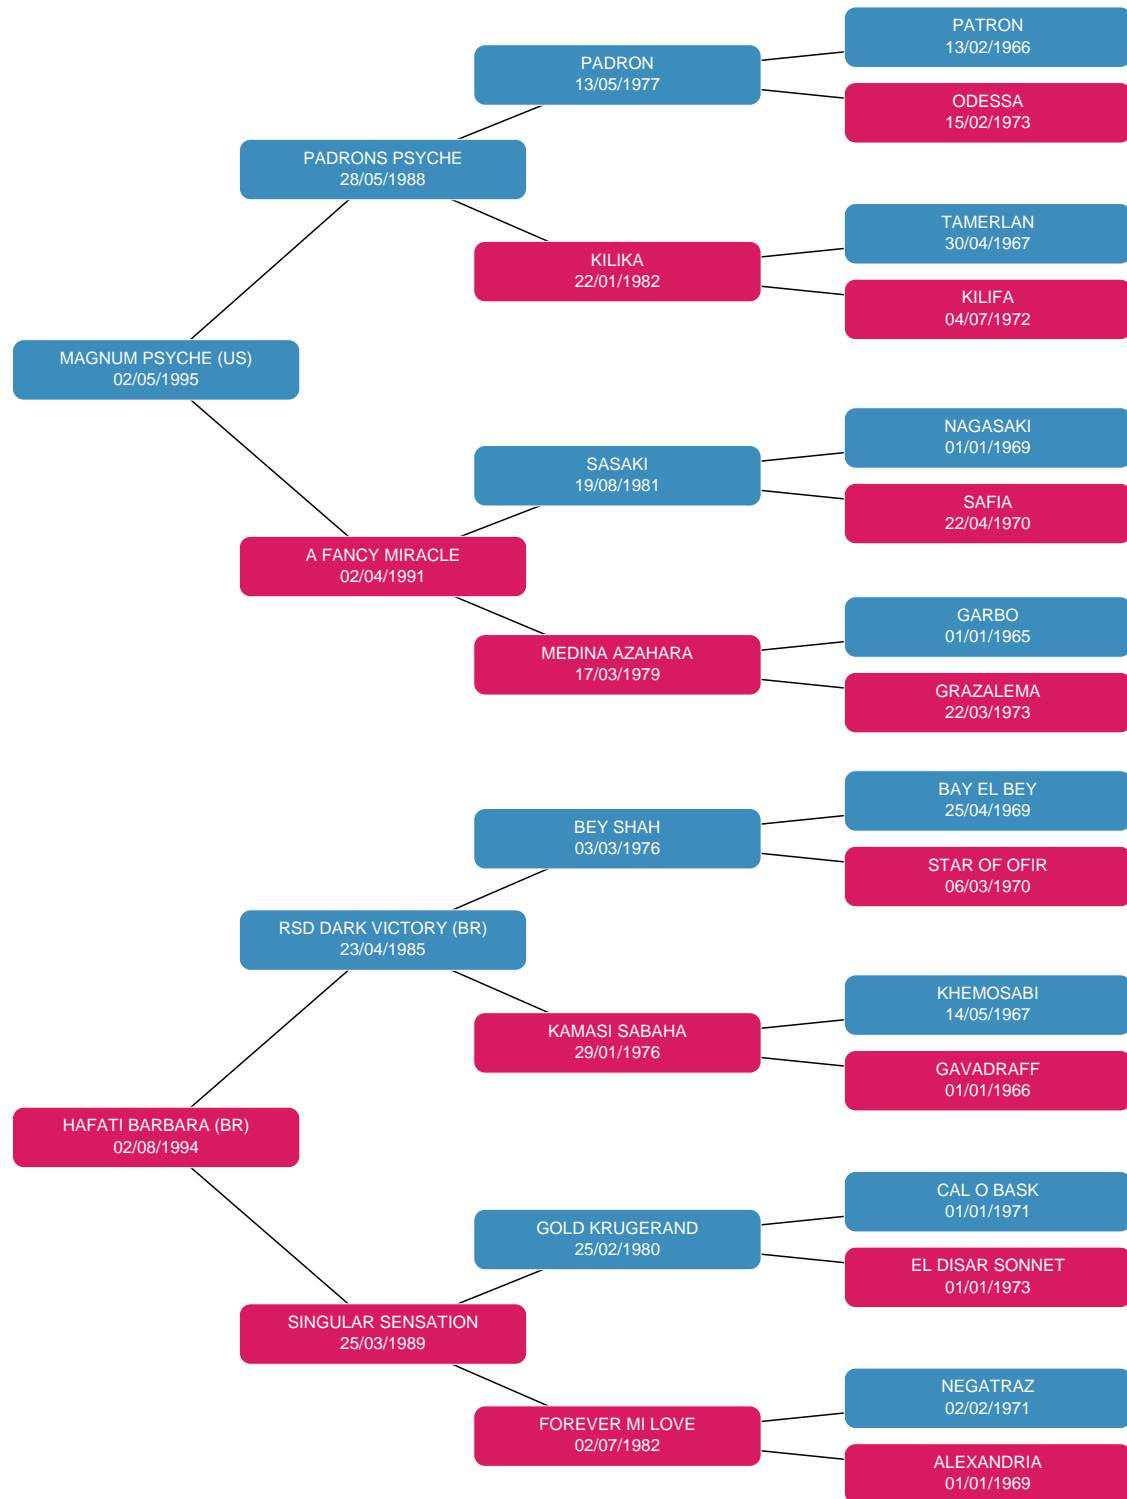 PATRON
13/02/1966
PADRON
13/05/1977
ODESSA
15/02/1973
PADRONS PSYCHE
28/05/1988
TAMERLAN
30/04/1967
KILIKA
22/01/1982
KILIFA
04/07/1972
MAGNUM PSYCHE (US)
02/05/1995
NAGASAKI
01/01/1969
SASAKI
19/08/1981
SAFIA
22/04/1970
A FANCY MIRACLE
02/04/1991
GARBO
01/01/1965
MEDINA AZAHARA
17/03/1979
GRAZALEMA
22/03/1973
BAY EL BEY
25/04/1969
BEY SHAH
03/03/1976
STAR OF OFIR
06/03/1970
RSD DARK VICTORY (BR)
23/04/1985
KHEMOSABI
14/05/1967
KAMASI SABAHA
29/01/1976
GAVADRAFF
01/01/1966
HAFATI BARBARA (BR)
02/08/1994
CAL O BASK
01/01/1971
GOLD KRUGERAND
25/02/1980
EL DISAR SONNET
01/01/1973
SINGULAR SENSATION
25/03/1989
NEGATRAZ
02/02/1971
FOREVER MI LOVE
02/07/1982
ALEXANDRIA
01/01/1969